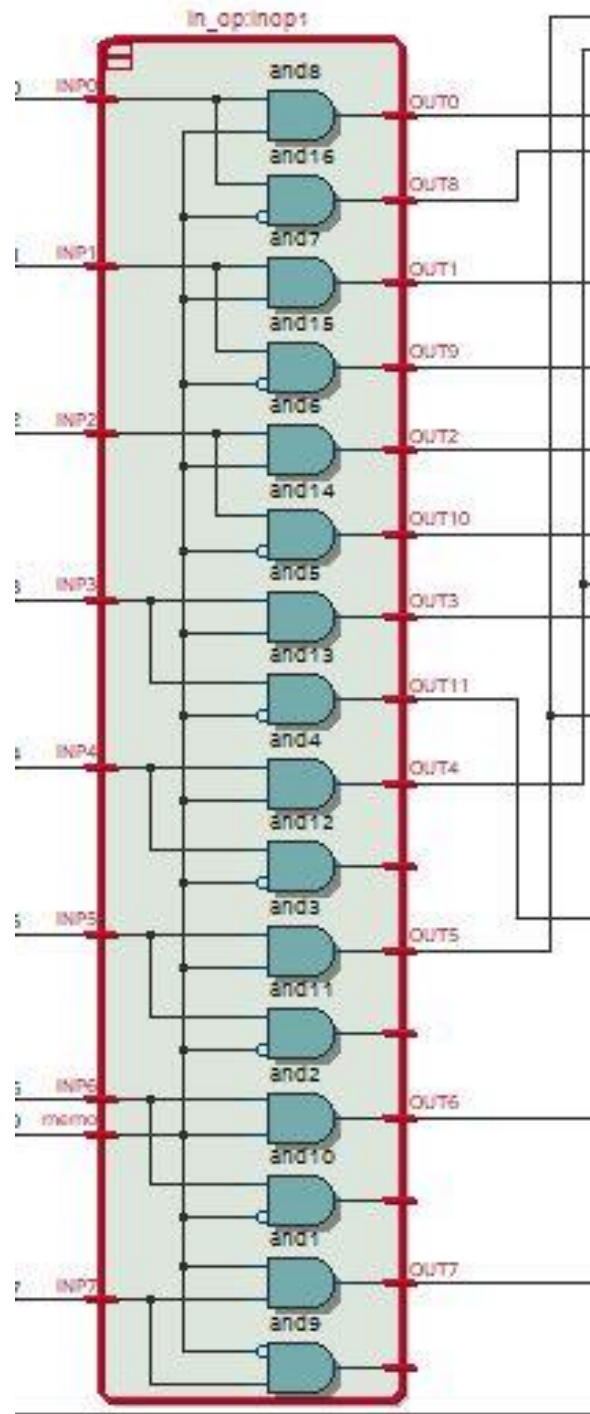 in_op:inop1
and8
INP0
OUT0
and16
OUT8
and7
INP1
OUT1
and15
OUT9
and6
INP2
OUT2
and14
OUT10
and5
INP3
OUT3
and13
OUT11
and4
INP4
OUT4
and12
and3
INP5
OUT5
and11
and2
INP6
OUT6
memo
and10
and1
INP7
OUT7
and9